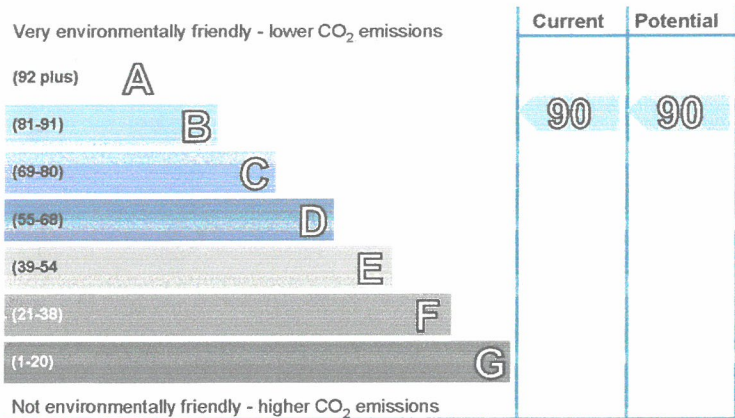 Current Potential
Very environmentally friendly - lower CO₂ emissions
(92 plus) A
(81-91) B 90 90
(69-80) C
(55-68) D
(39-54 E
(21-38) F
(1-20) G
Not environmentally friendly - higher CO₂ emissions